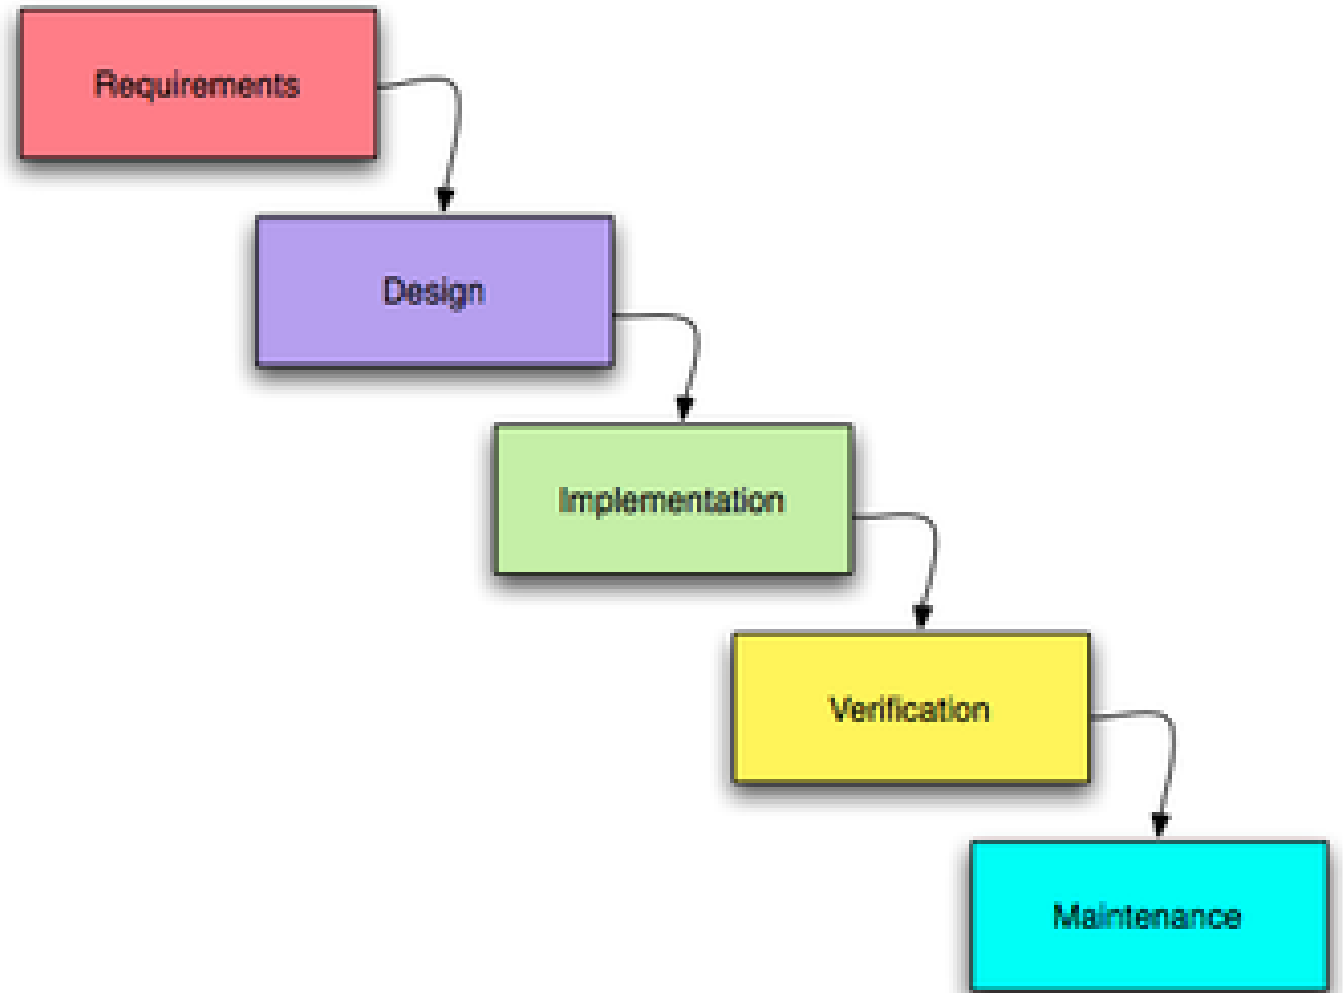 Requirements
Design
Implementation
Verification
Maintenance